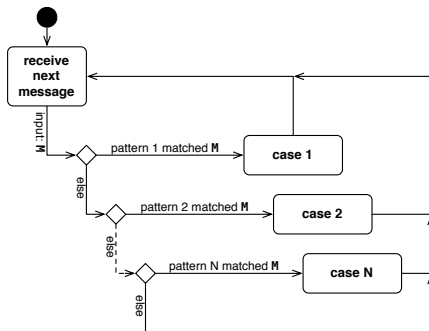 receive
next
message
input: M
pattern 1 matched M
case 1
else
pattern 2 matched M
case 2
else
pattern N matched M
case N
else